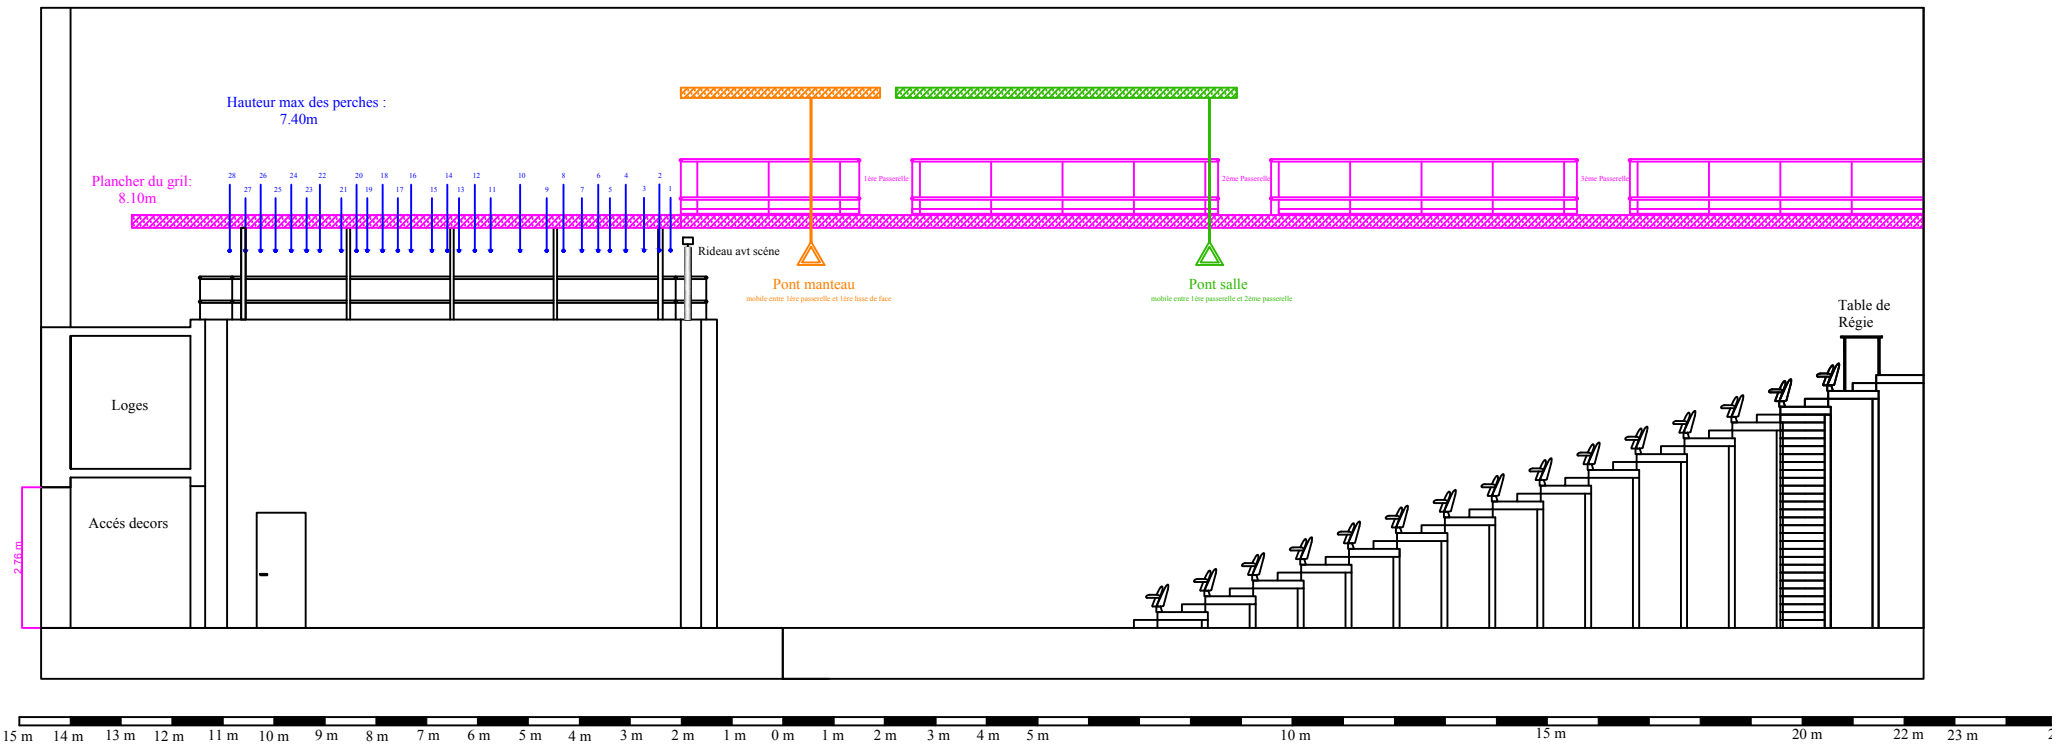 Hauteur max des perches :
7.40m
Plancher du gril:
8.10m
28 26 24 22 20 18 16 14 12 10 8 6 4 2
27 25 23 21 19 17 15 13 11 9 7 5 3 1
1ère Passerelle
2ème Passerelle
3ème Passerelle
Rideau avt scéne
Pont manteau
mobile entre 1ère passerelle et 1ère lisse de face
Pont salle
mobile entre 1ère passerelle et 2ème passerelle
Table de
Régie
Loges
Accés decors
2.76 m
15 m 14 m 13 m 12 m 11 m 10 m 9 m 8 m 7 m 6 m 5 m 4 m 3 m 2 m 1 m 0 m 1 m 2 m 3 m 4 m 5 m 10 m 15 m 20 m 22 m 23 m 2